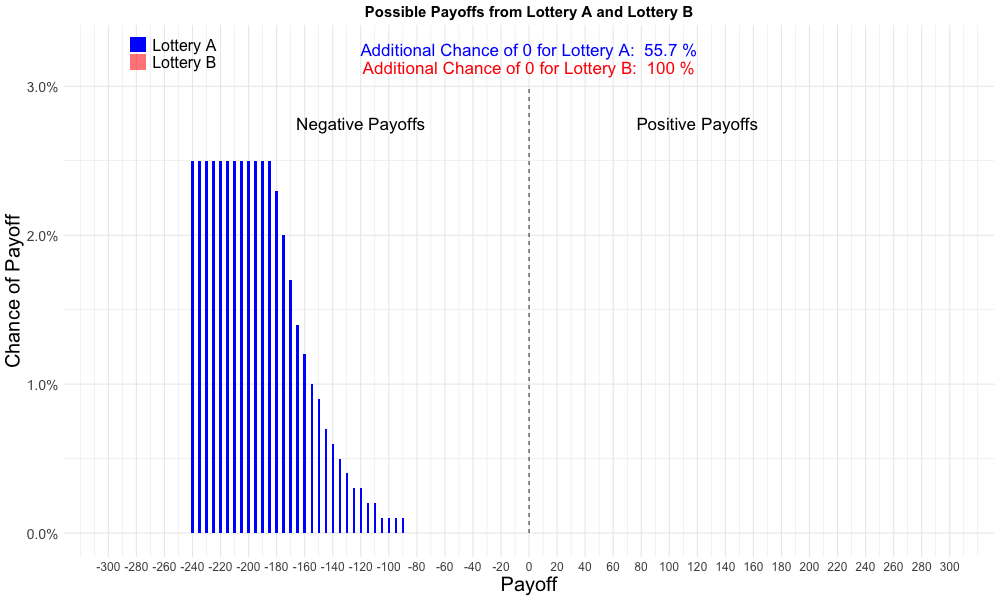 Possible Payoffs from Lottery A and Lottery B
Lottery A
Lottery B
Additional Chance of 0 for Lottery A:  55.7 %
Additional Chance of 0 for Lottery B:  100 %
Negative Payoffs
Positive Payoffs
Chance of Payoff
3.0%
2.0%
1.0%
0.0%
-300 -280 -260 -240 -220 -200 -180 -160 -140 -120 -100 -80 -60 -40 -20 0 20 40 60 80 100 120 140 160 180 200 220 240 260 280 300
Payoff